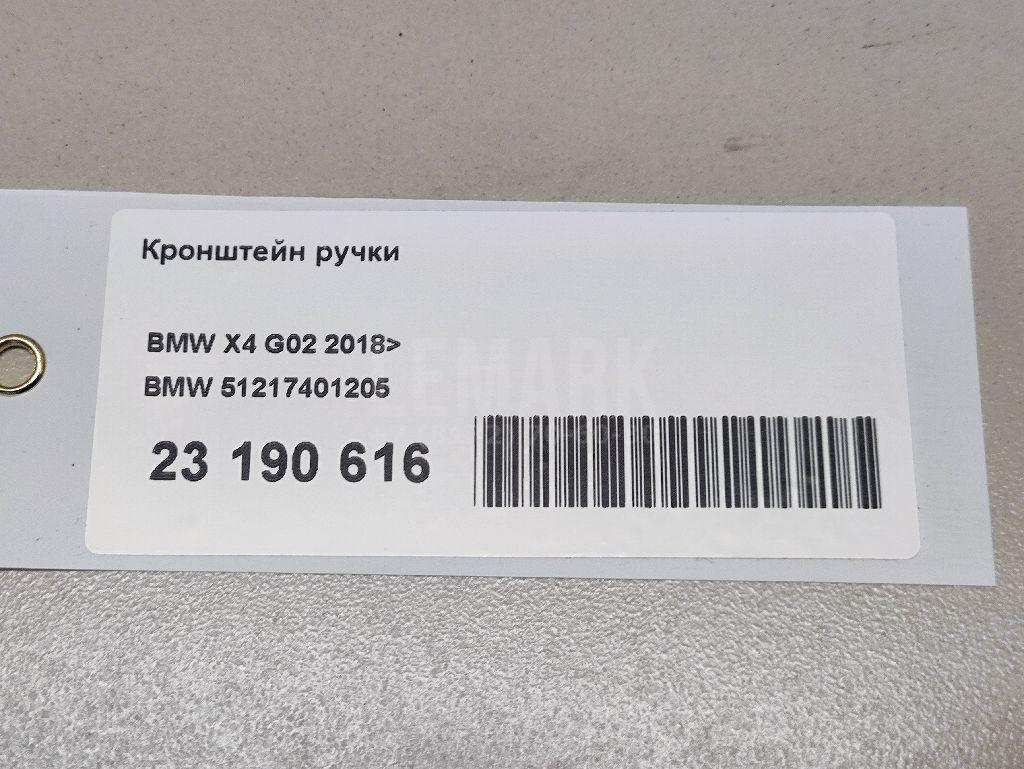 Кронштейн ручки
BMW X4 G02 2018>
BMW 51217401205
23 190 616